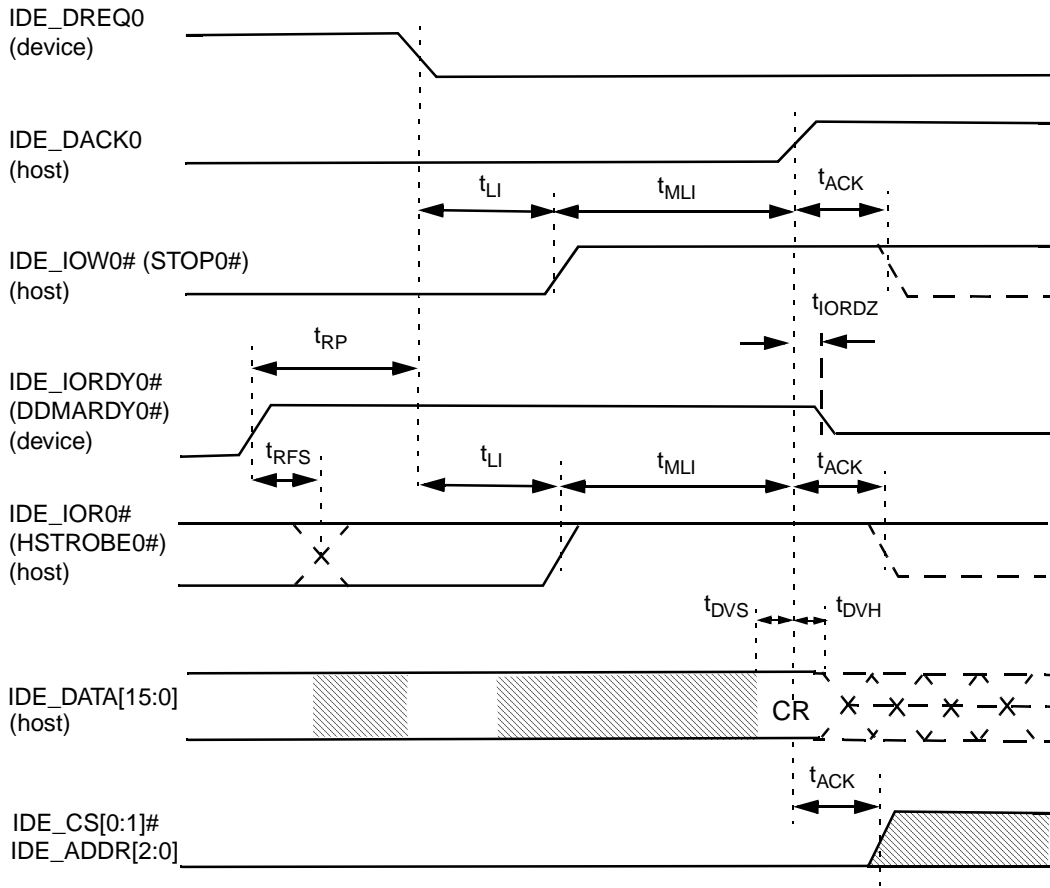 IDE_DREQ0
(device)
IDE_DACK0
(host)
tLI
tMLI
tACK
IDE_IOW0# (STOP0#)
(host)
tIORDZ
tRP
IDE_IORDY0#
(DDMARDY0#)
(device)
tRFS
tLI
tMLI
tACK
IDE_IOR0#
(HSTROBE0#)
(host)
tDVS
tDVH
IDE_DATA[15:0]
(host)
CR
tACK
IDE_CS[0:1]#
IDE_ADDR[2:0]